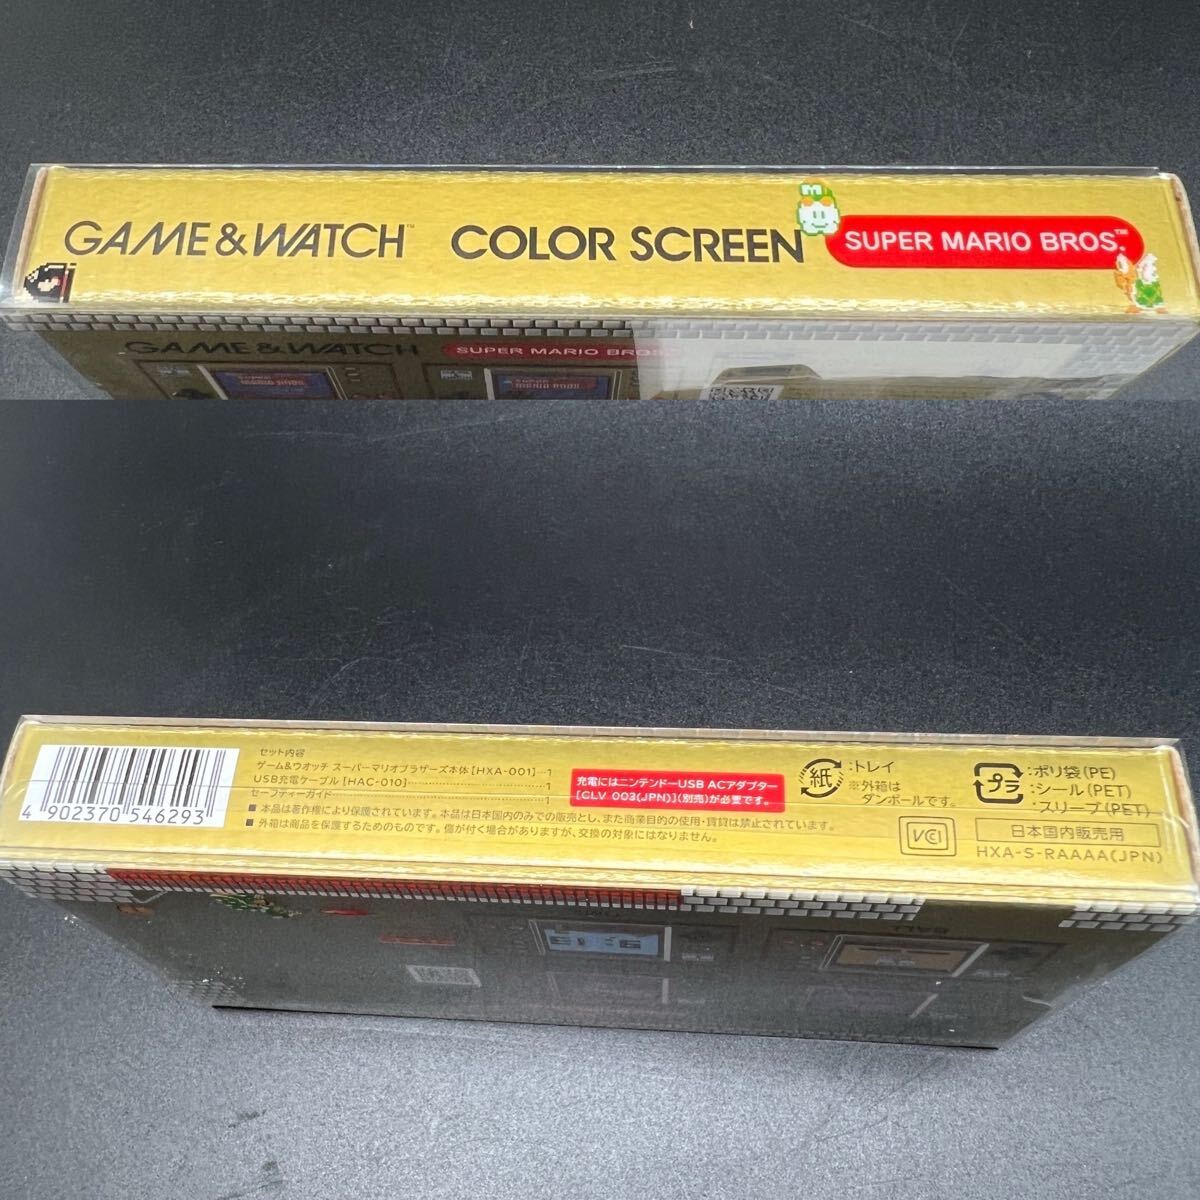 GAME & WATCH™ COLOR SCREEN SUPER MARIO BROS.™
GAME & WATCH SUPER MARIO BROS.
セット内容
ゲーム&ウオッチ スーパーマリオブラザーズ本体[HXA-001]…1
USB充電ケーブル[HAC-010]…1
セーフティーガイド…1
■ 本品は著作権により保護されています。本品は日本国内のみでの販売とし、また商業目的の使用・賃貸は禁止されています。
■ 外箱は商品を保護するためのものです。傷が付く場合がありますが、交換の対象にはなりません。
4 902370 546293
充電にはニンテンドーUSB ACアダプター
[CLV-003(JPN)](別売)が必要です。
紙:トレイ
※外箱は
ダンボールです。
プラ:ポリ袋(PE)
:シール(PET)
:スリーブ(PET)
VCCI
日本国内販売用
HXA-S-RAAAA(JPN)
BALL